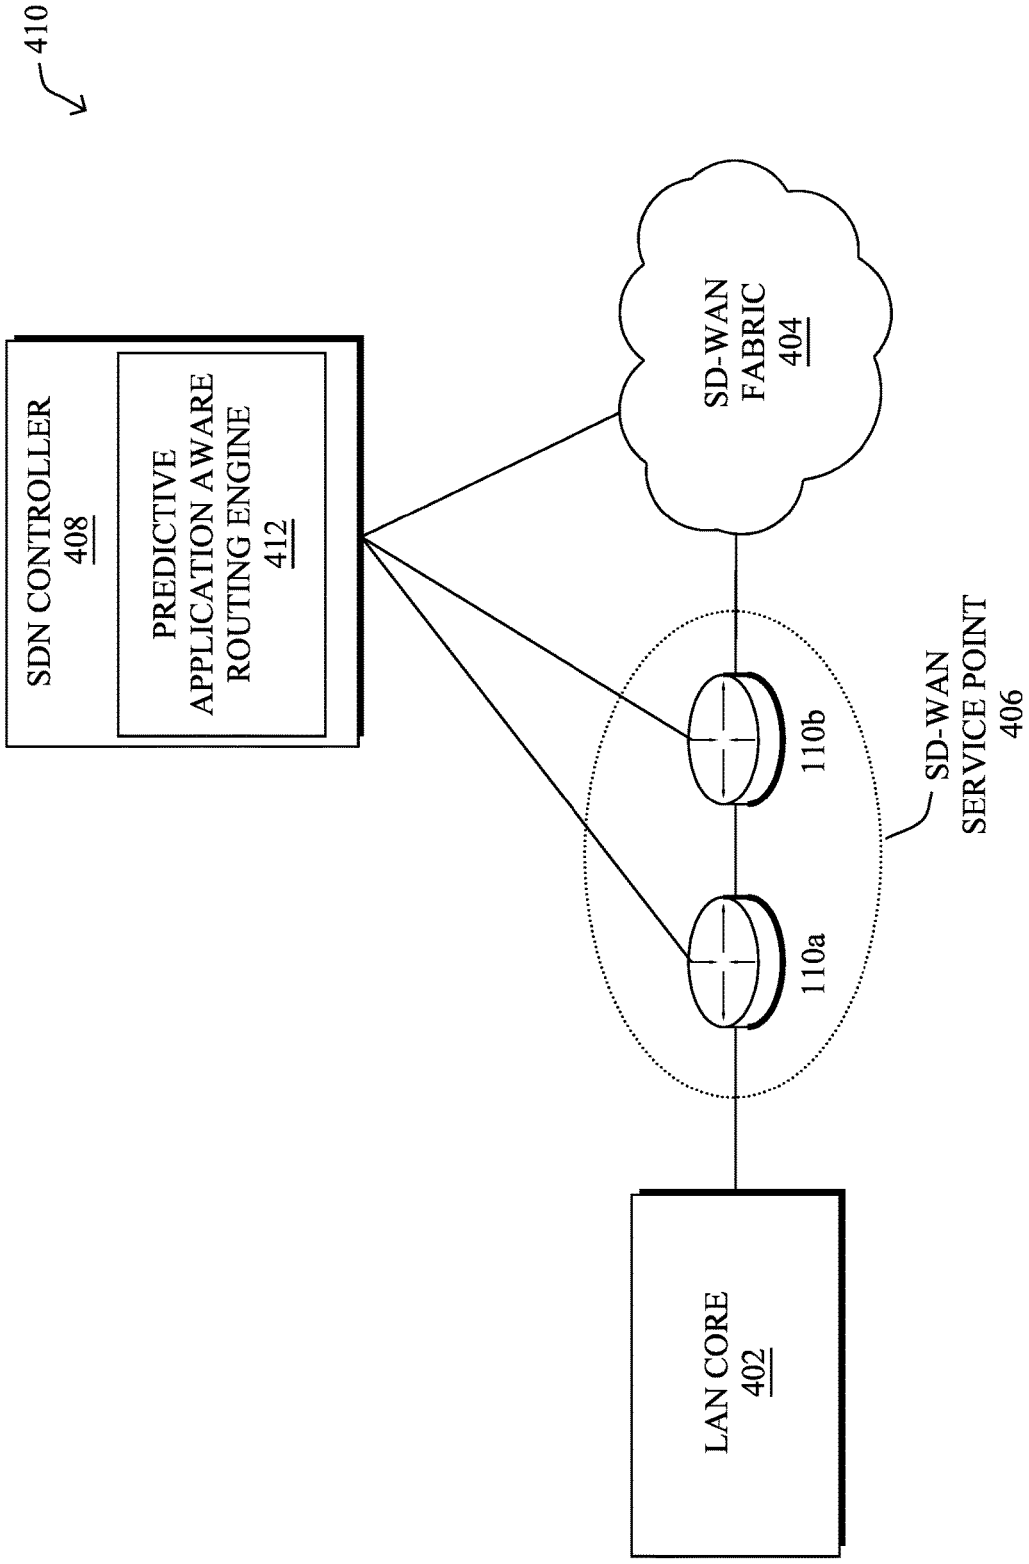 410
SDN CONTROLLER
408
PREDICTIVE
APPLICATION AWARE
ROUTING ENGINE
412
LAN CORE
402
110a
110b
SD-WAN
FABRIC
404
SD-WAN
SERVICE POINT
406